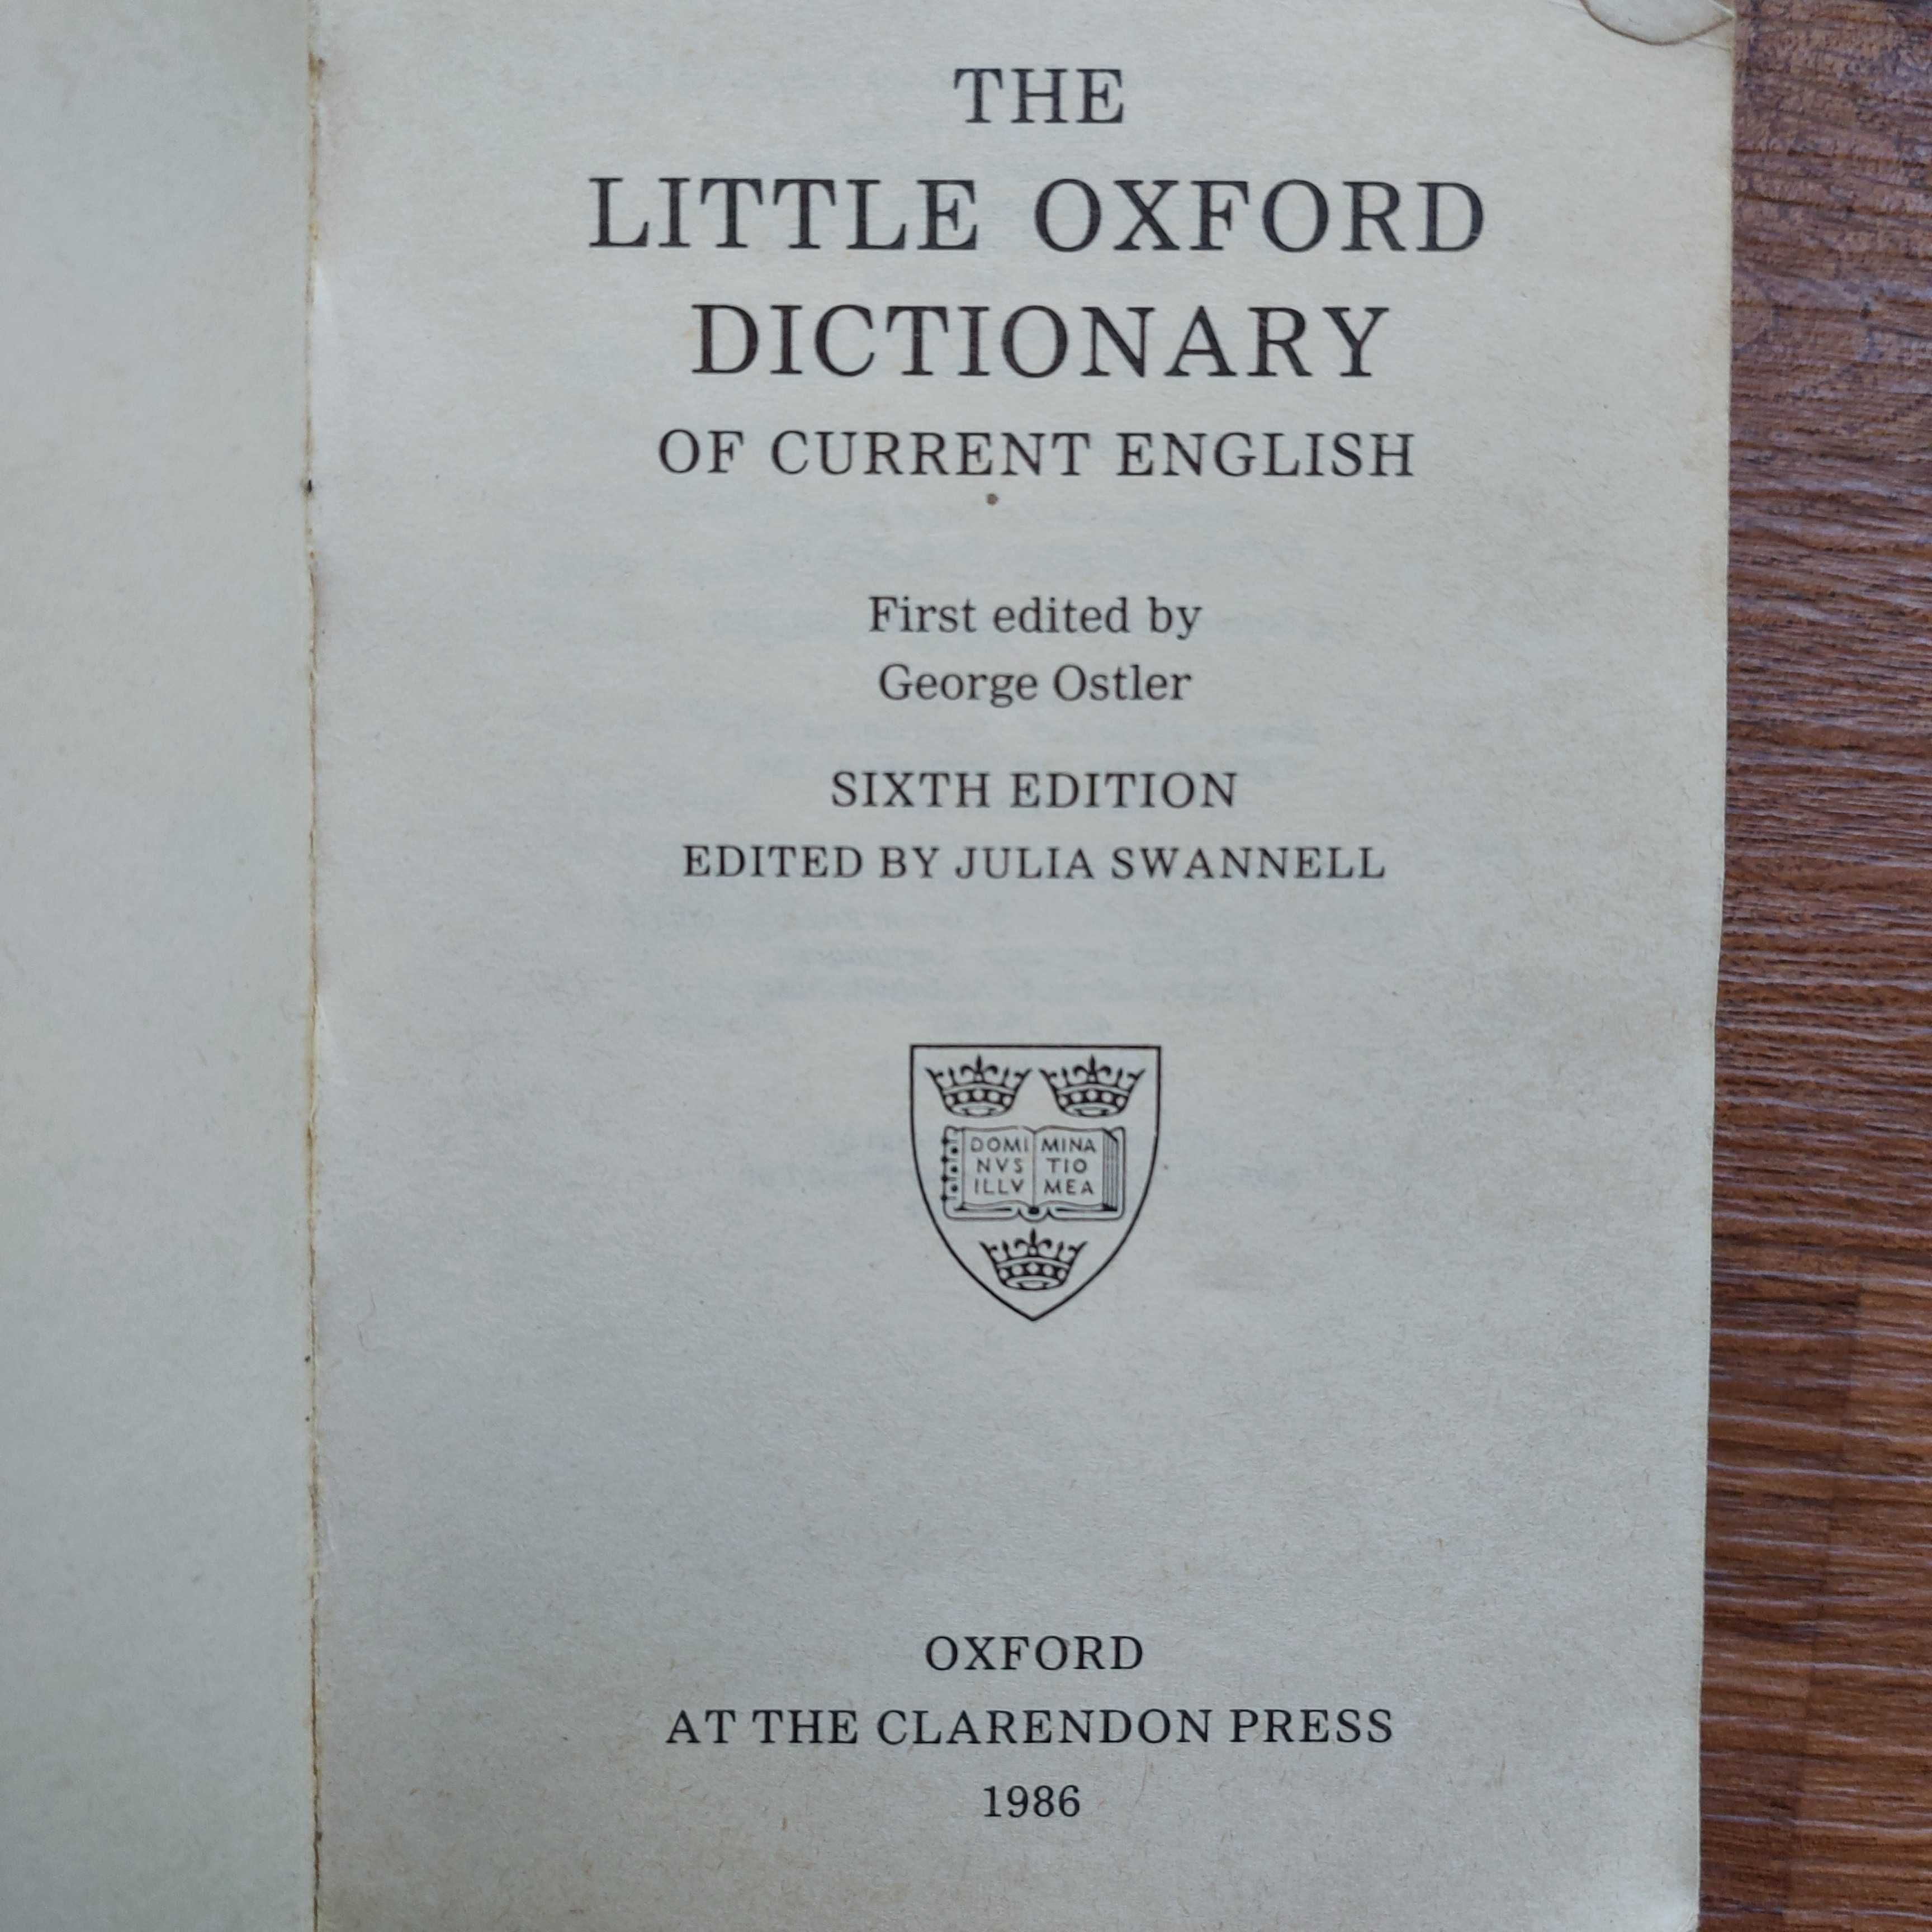 THE
LITTLE OXFORD
DICTIONARY
OF CURRENT ENGLISH
First edited by
George Ostler
SIXTH EDITION
EDITED BY JULIA SWANNELL
DOMI MINA
NVS TIO
ILLV MEA
OXFORD
AT THE CLARENDON PRESS
1986